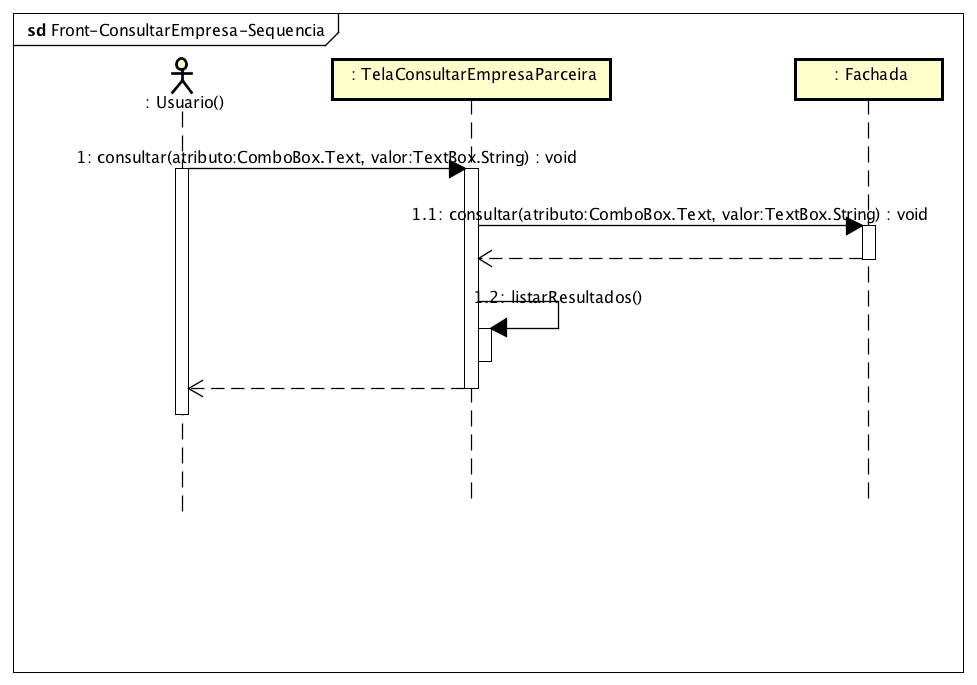 sd Front-ConsultarEmpresa-Sequencia
: Usuario()
: TelaConsultarEmpresaParceira
: Fachada
1: consultar(atributo:ComboBox.Text, valor:TextBox.String) : void
1.1: consultar(atributo:ComboBox.Text, valor:TextBox.String) : void
1.2: listarResultados()